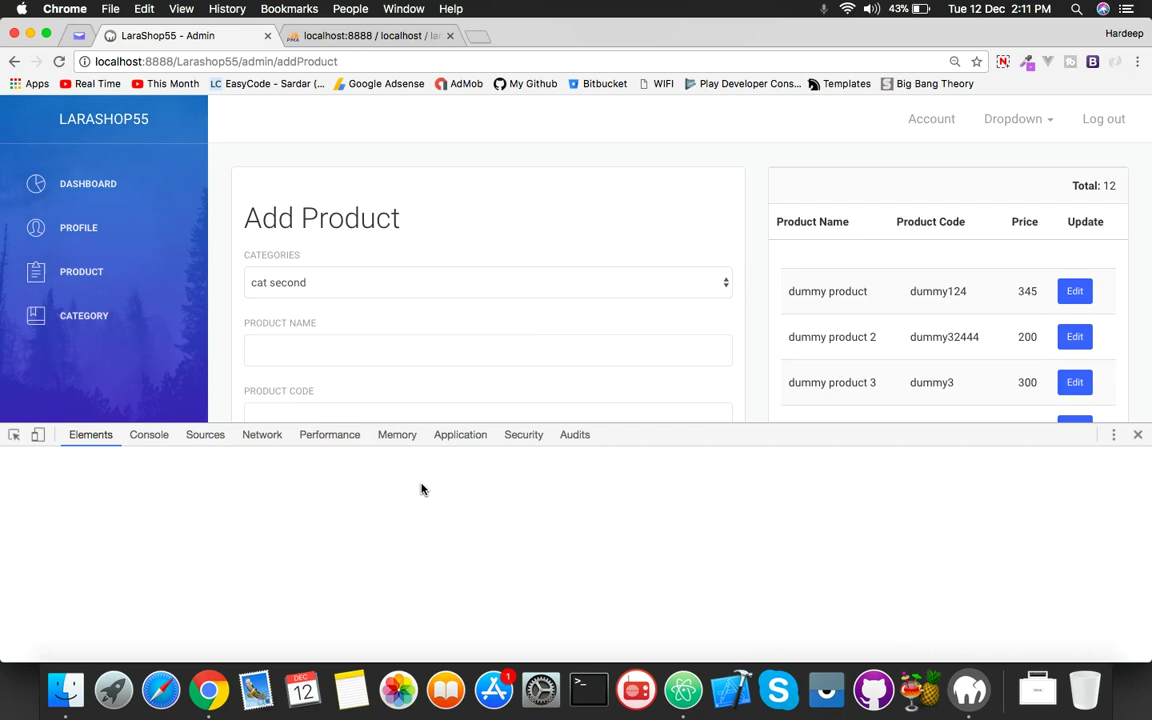 Chrome File Edit View History Bookmarks People Window Help 43% Tue 12 Dec 2:11 PM
LaraShop55 - Admin localhost:8888 / localhost / lar Hardeep
localhost:8888/Larashop55/admin/addProduct
Apps Real Time This Month EasyCode - Sardar (... Google Adsense AdMob My Github Bitbucket WIFI Play Developer Cons... Templates Big Bang Theory
LARASHOP55 Account Dropdown Log out
DASHBOARD
PROFILE
PRODUCT
CATEGORY
Add Product
CATEGORIES
cat second
PRODUCT NAME
PRODUCT CODE
Total: 12
Product Name Product Code Price Update
dummy product dummy124 345 Edit
dummy product 2 dummy32444 200 Edit
dummy product 3 dummy3 300 Edit
Elements Console Sources Network Performance Memory Application Security Audits
DEC
12
1